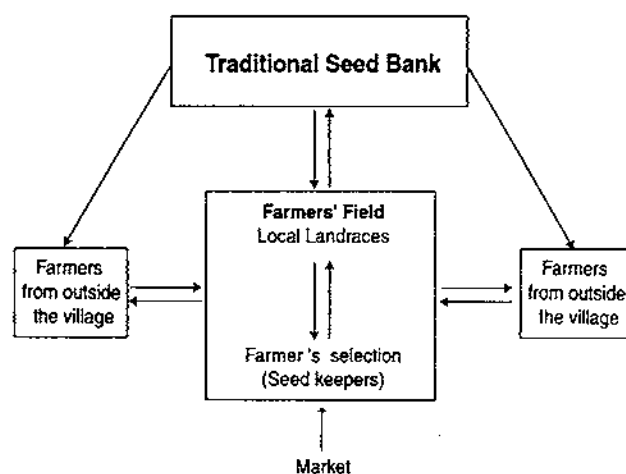 Traditional Seed Bank
Farmers' Field
Local Landraces
Farmers
from outside
the village
Farmers
from outside
the village
Farmer's selection
(Seed keepers)
Market